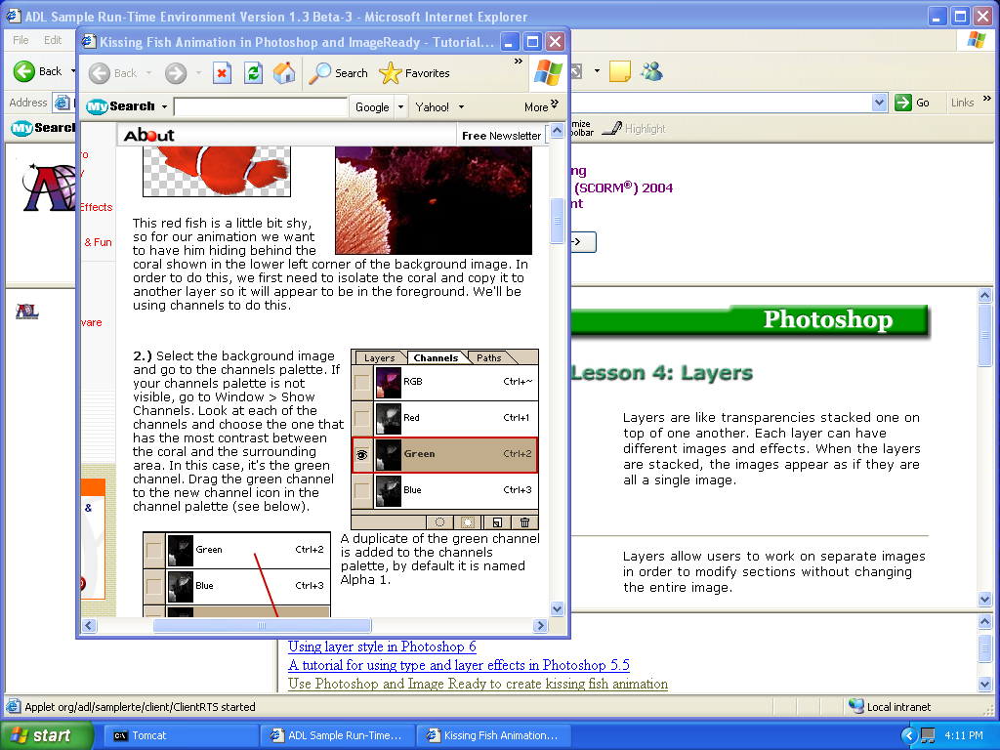 ADL Sample Run-Time Environment Version 1.3 Beta-3 - Microsoft Internet Explorer
File Edit
Back
Address
Go
Links
My Search
Highlight
Kissing Fish Animation in Photoshop and ImageReady - Tutorial...
Back
Search
Favorites
My Search
Google
Yahoo!
More
About
Free Newsletter
Effects
& Fun
This red fish is a little bit shy,
so for our animation we want
to have him hiding behind the
coral shown in the lower left corner of the background image. In
order to do this, we first need to isolate the coral and copy it to
another layer so it will appear to be in the foreground. We'll be
using channels to do this.
2.) Select the background image
and go to the channels palette. If
your channels palette is not
visible, go to Window > Show
Channels. Look at each of the
channels and choose the one that
has the most contrast between
the coral and the surrounding
area. In this case, it's the green
channel. Drag the green channel
to the new channel icon in the
channel palette (see below).
Layers Channels Paths
RGB Ctrl+~
Red Ctrl+1
Green Ctrl+2
Blue Ctrl+3
Green Ctrl+2
Blue Ctrl+3
A duplicate of the green channel
is added to the channels
palette, by default it is named
Alpha 1.
(SCORM®) 2004
Photoshop
Lesson 4: Layers
Layers are like transparencies stacked one on
top of one another. Each layer can have
different images and effects. When the layers
are stacked, the images appear as if they are
all a single image.
Layers allow users to work on separate images
in order to modify sections without changing
the entire image.
Using layer style in Photoshop 6
A tutorial for using type and layer effects in Photoshop 5.5
Use Photoshop and Image Ready to create kissing fish animation
Applet org/adl/samplerte/client/ClientRTS started
Local intranet
start
Tomcat
ADL Sample Run-Time...
Kissing Fish Animation...
4:11 PM